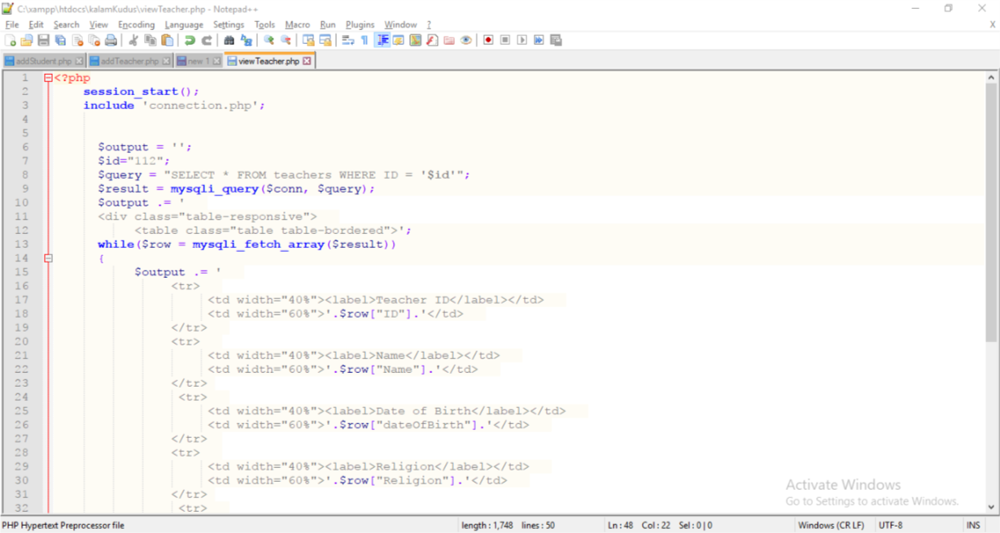 C:\xampp\htdocs\kalamKudus\viewTeacher.php - Notepad++
File Edit Search View Encoding Language Settings Tools Macro Run Plugins Window ? X
addStudent.php addTeacher.php new 1 viewTeacher.php
1 <?php
2 session_start();
3 include 'connection.php';
4
5
6 $output = '';
7 $id="112";
8 $query = "SELECT * FROM teachers WHERE ID = '$id'";
9 $result = mysqli_query($conn, $query);
10 $output .= '
11 <div class="table-responsive">
12 <table class="table table-bordered">';
13 while($row = mysqli_fetch_array($result))
14 {
15 $output .= '
16 <tr>
17 <td width="40%"><label>Teacher ID</label></td>
18 <td width="60%">'.$row["ID"].'</td>
19 </tr>
20 <tr>
21 <td width="40%"><label>Name</label></td>
22 <td width="60%">'.$row["Name"].'</td>
23 </tr>
24 <tr>
25 <td width="40%"><label>Date of Birth</label></td>
26 <td width="60%">'.$row["dateOfBirth"].'</td>
27 </tr>
28 <tr>
29 <td width="40%"><label>Religion</label></td>
30 <td width="60%">'.$row["Religion"].'</td>
31 </tr>
32 <tr>
Activate Windows
Go to Settings to activate Windows.
PHP Hypertext Preprocessor file length : 1,748 lines : 50 Ln : 48 Col : 22 Sel : 0 | 0 Windows (CR LF) UTF-8 INS